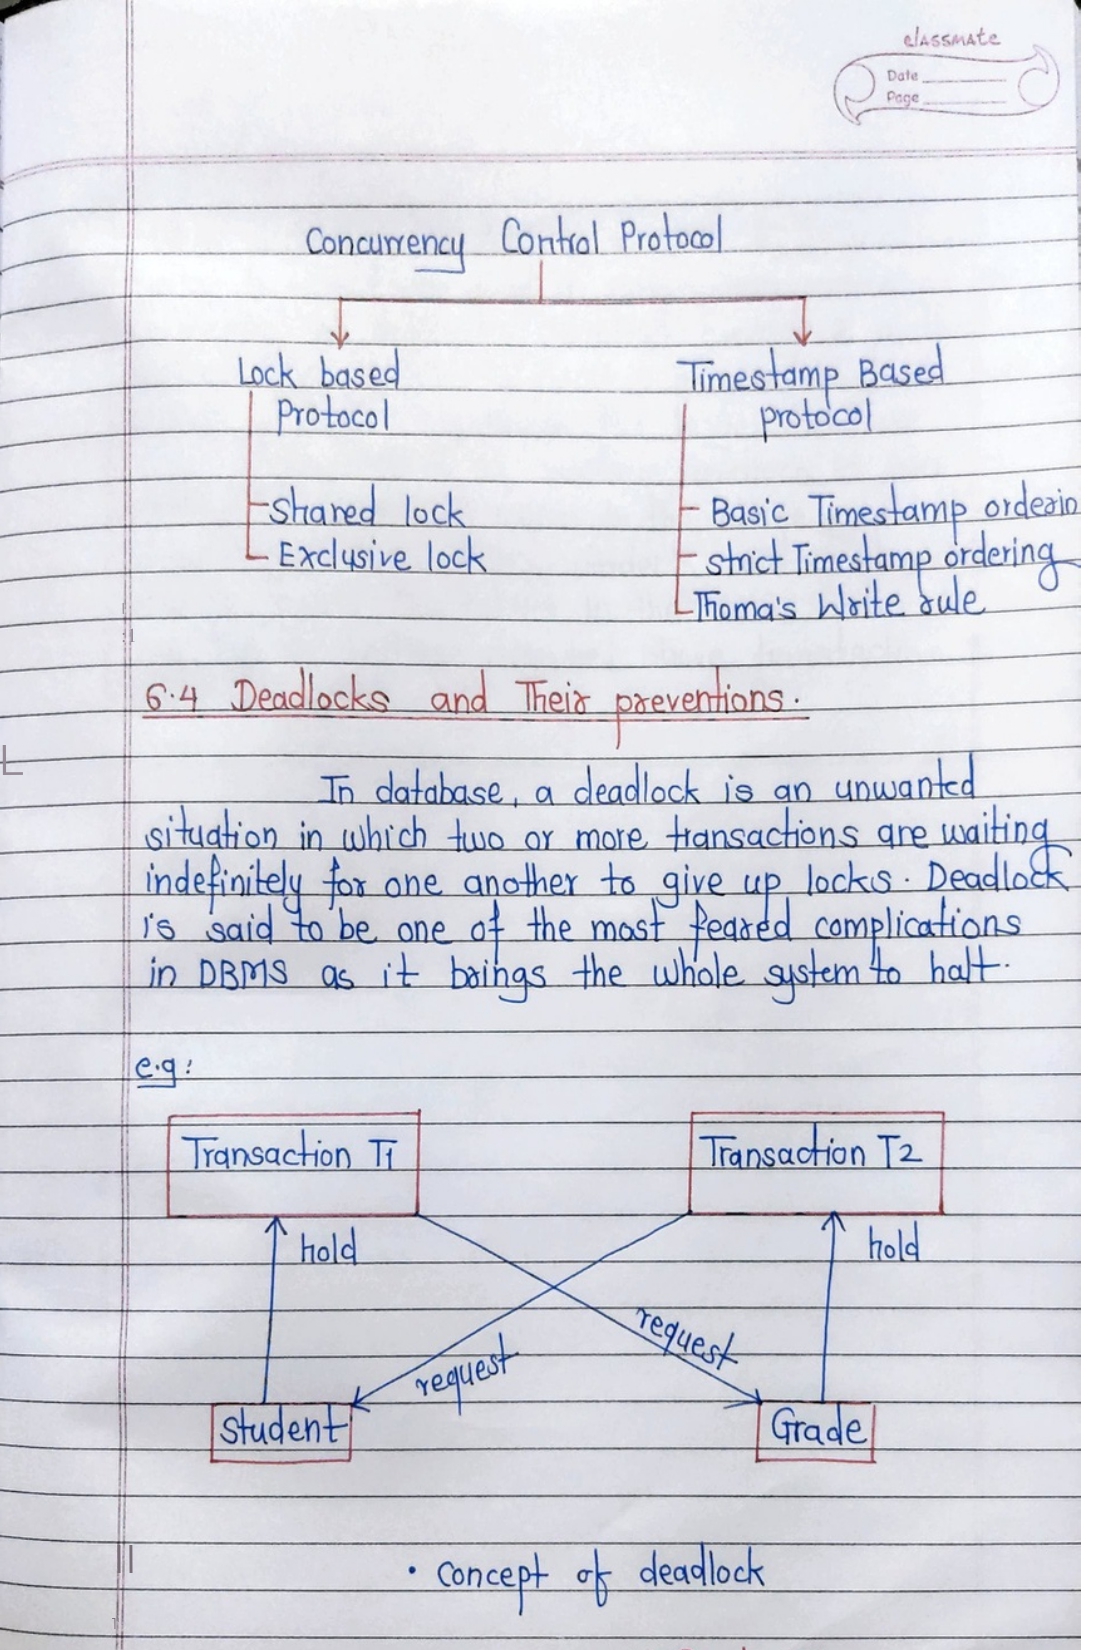 classmate
Date
Page
Concurrency Control Protocol
Lock based
Protocol
Timestamp Based
protocol
Shared lock
Exclusive lock
Basic Timestamp orderin
strict Timestamp ordering
Thoma's Write rule
6.4 Deadlocks and Their preventions.
In database, a deadlock is an unwanted
situation in which two or more transactions are waiting
indefinitely for one another to give up locks. Deadlock
is said to be one of the most feared complications
in DBMS as it brings the whole system to halt.
e.g:
Transaction T1
Transaction T2
hold
hold
request
request
Student
Grade
• concept of deadlock